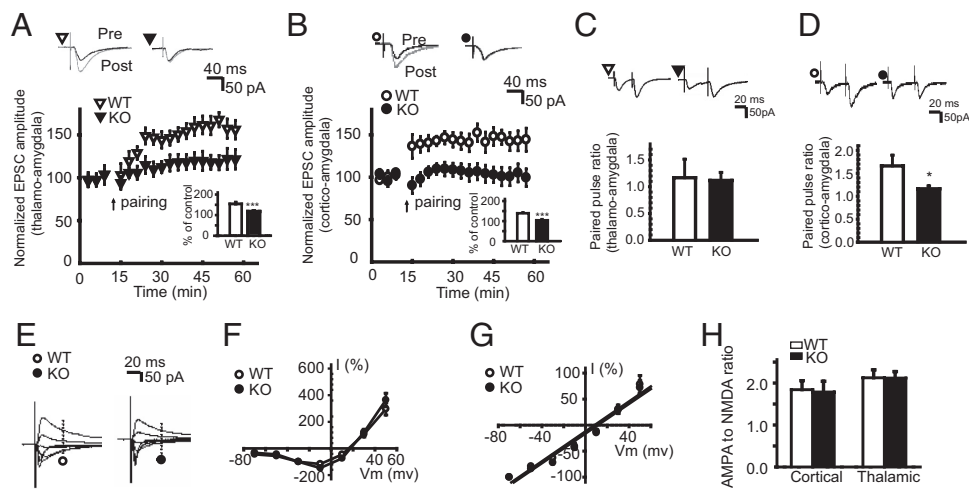 A
Pre
Post
40 ms
50 pA
WT
KO
Normalized EPSC amplitude
(thalamo-amygdala)
150
100
50
0
pairing
% of control
200
100
0
***
WT KO
0 15 30 45 60
Time (min)
B
Pre
Post
40 ms
50 pA
WT
KO
Normalized EPSC amplitude
(cortico-amygdala)
150
100
50
0
pairing
% of control
200
100
0
***
WT KO
0 15 30 45 60
Time (min)
C
20 ms
50pA
Paired pulse ratio
(thalamo-amygdala)
1.5
1.0
0.5
0.0
WT KO
D
20 ms
50pA
Paired pulse ratio
(cortico-amygdala)
2.0
1.5
1.0
0.5
0.0
*
WT KO
E
WT
KO
20 ms
50 pA
F
WT
KO
I (%)
600
400
200
-200
-80
40 60
Vm (mv)
G
WT
KO
I (%)
100
50
-50
-100
-80
-40
40
Vm (mv)
H
WT
KO
AMPA to NMDA ratio
2.0
1.0
0.0
Cortical Thalamic